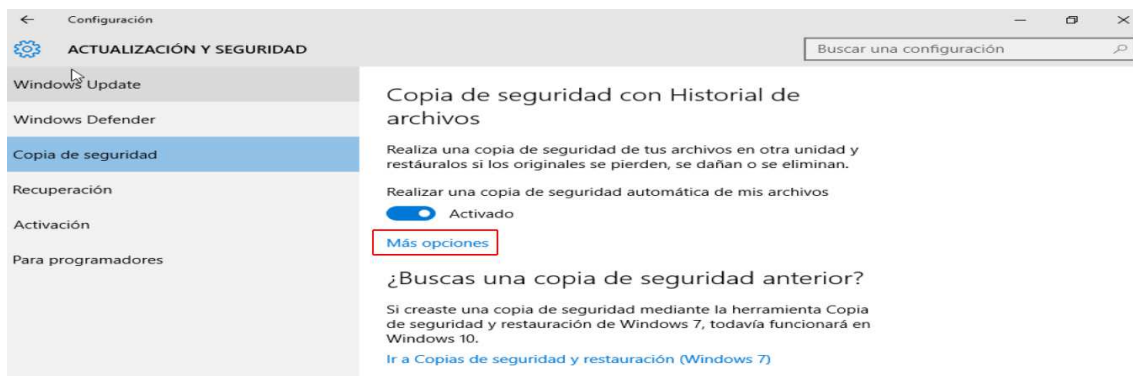 Configuración
ACTUALIZACIÓN Y SEGURIDAD
Buscar una configuración
Windows Update
Windows Defender
Copia de seguridad
Recuperación
Activación
Para programadores
Copia de seguridad con Historial de
archivos
Realiza una copia de seguridad de tus archivos en otra unidad y
restáuralos si los originales se pierden, se dañan o se eliminan.
Realizar una copia de seguridad automática de mis archivos
Activado
Más opciones
¿Buscas una copia de seguridad anterior?
Si creaste una copia de seguridad mediante la herramienta Copia
de seguridad y restauración de Windows 7, todavía funcionará en
Windows 10.
Ir a Copias de seguridad y restauración (Windows 7)